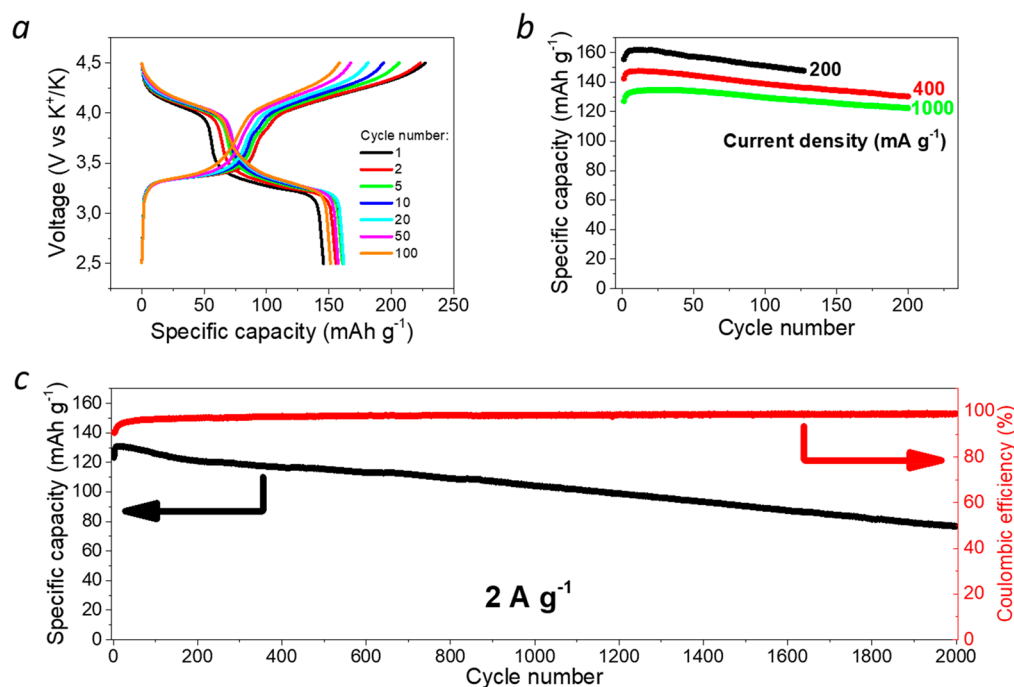 a
4,5
4,0
3,5
3,0
2,5
Voltage (V vs K⁺/K)
Cycle number:
1
2
5
10
20
50
100
0 50 100 150 200 250
Specific capacity (mAh g⁻¹)
b
160
140
120
100
80
60
40
20
0
Specific capacity (mAh g⁻¹)
200
400
1000
Current density (mA g⁻¹)
0 50 100 150 200
Cycle number
c
160
140
120
100
80
60
40
20
0
Specific capacity (mAh g⁻¹)
2 A g⁻¹
100
80
60
40
20
0
Coulombic efficiency (%)
0 200 400 600 800 1000 1200 1400 1600 1800 2000
Cycle number